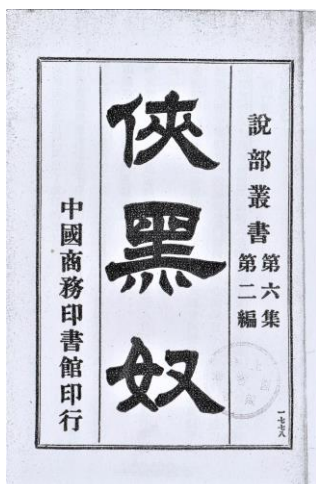 說部叢書第六集
第二編
俠黑奴
中國商務印書館印行
一七七八